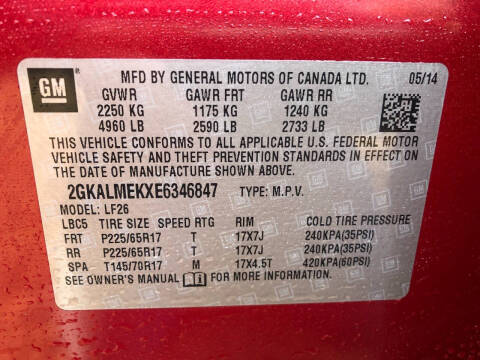 GM
MFD BY GENERAL MOTORS OF CANADA LTD. 05/14
GVWR GAWR FRT GAWR RR
2250 KG 1175 KG 1240 KG
4960 LB 2590 LB 2733 LB
THIS VEHICLE CONFORMS TO ALL APPLICABLE U.S. FEDERAL MOTOR
VEHICLE SAFETY AND THEFT PREVENTION STANDARDS IN EFFECT ON
THE DATE OF MANUFACTURE SHOWN ABOVE.
2GKALMEKXE6346847 TYPE: M.P.V.
MODEL: LF26
LBC5 TIRE SIZE SPEED RTG RIM COLD TIRE PRESSURE
FRT P225/65R17 T 17X7J 240KPA(35PSI)
RR P225/65R17 T 17X7J 240KPA(35PSI)
SPA T145/70R17 M 17X4.5T 420KPA(60PSI)
SEE OWNER'S MANUAL FOR MORE INFORMATION.